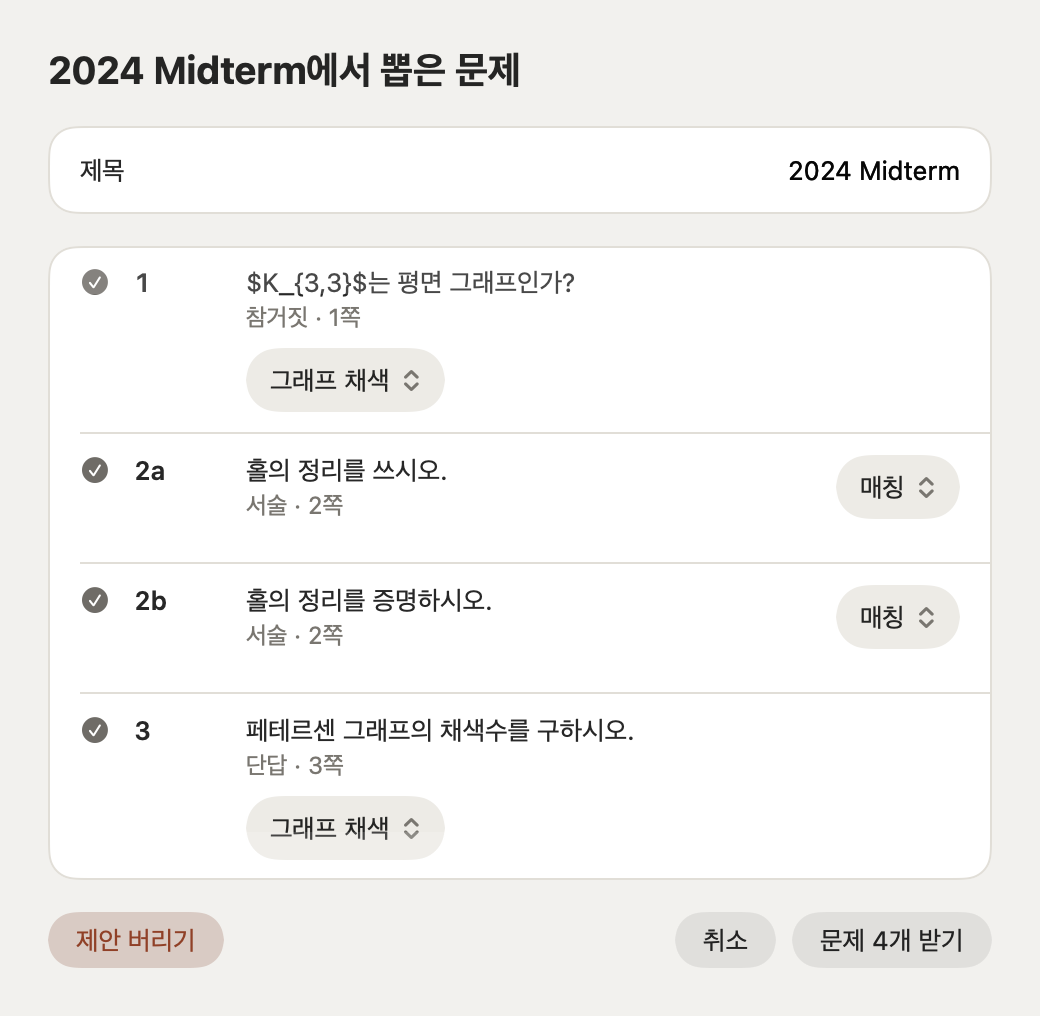 2024 Midterm에서 뽑은 문제
제목
2024 Midterm
1
$K_{3,3}$는 평면 그래프인가?
참거짓 · 1쪽
그래프 채색
2a
홀의 정리를 쓰시오.
서술 · 2쪽
매칭
2b
홀의 정리를 증명하시오.
서술 · 2쪽
매칭
3
페테르센 그래프의 채색수를 구하시오.
단답 · 3쪽
그래프 채색
제안 버리기
취소
문제 4개 받기